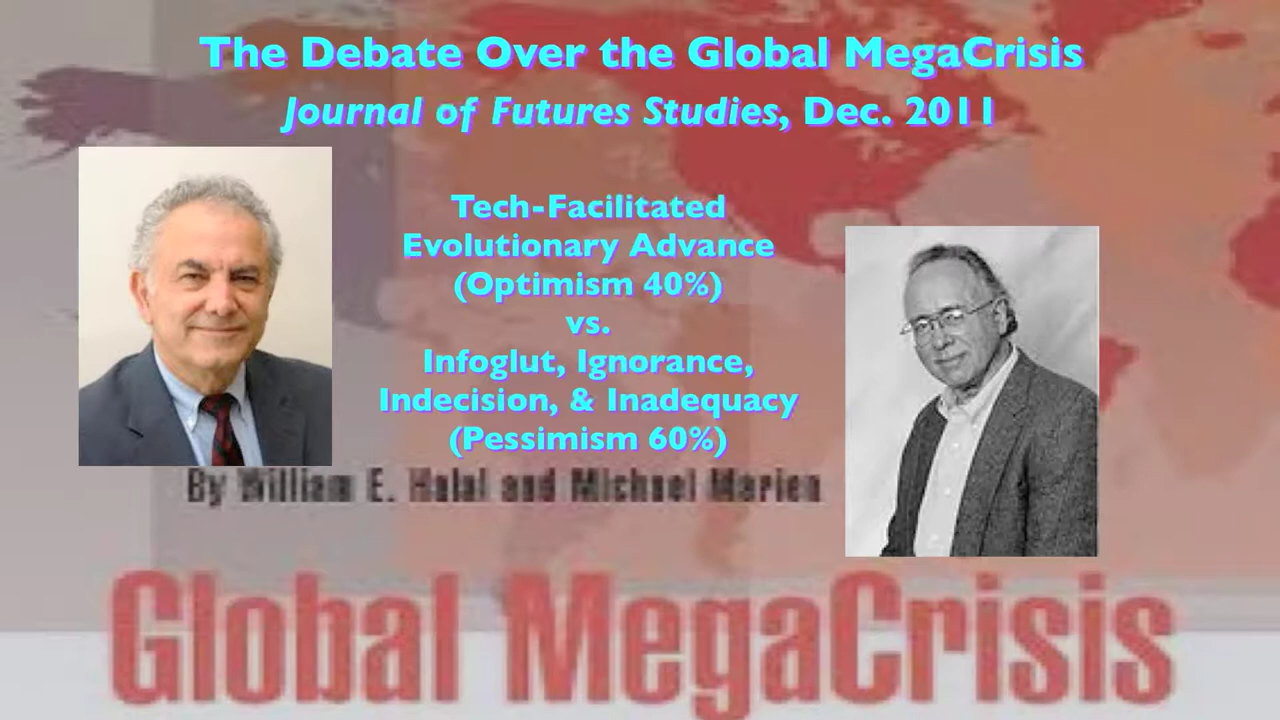 The Debate Over the Global MegaCrisis
Journal of Futures Studies, Dec. 2011
Tech-Facilitated
Evolutionary Advance
(Optimism 40%)
vs.
Infoglut, Ignorance,
Indecision, & Inadequacy
(Pessimism 60%)
By William E. Halal and Michael Marien
Global MegaCrisis